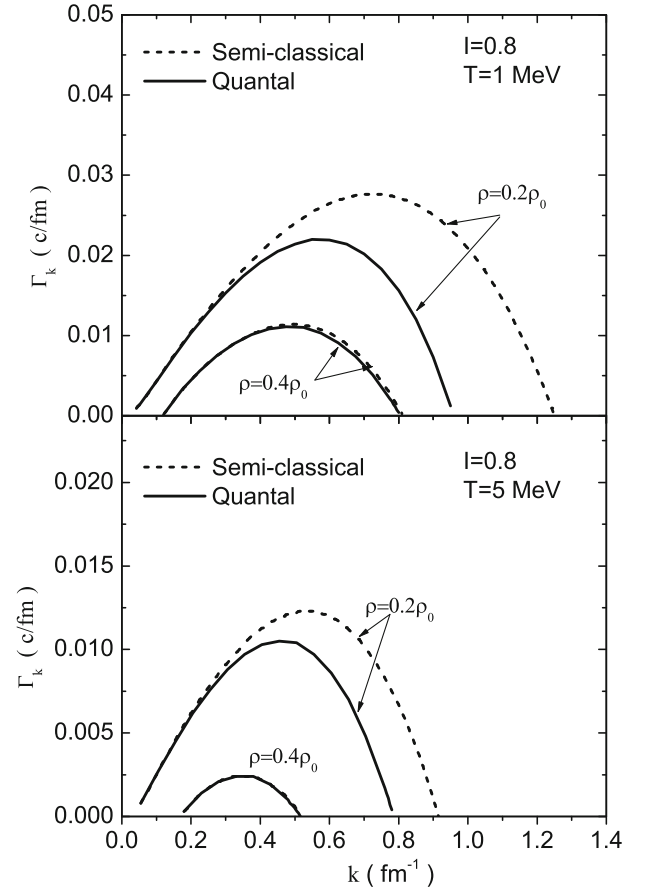 0.05
0.04
0.03
0.02
0.01
0.00
Γk ( c/fm )
Semi-classical
Quantal
I=0.8
T=1 MeV
ρ=0.2ρ0
ρ=0.4ρ0
0.020
0.015
0.010
0.005
0.000
Γk ( c/fm )
Semi-classical
Quantal
I=0.8
T=5 MeV
ρ=0.2ρ0
ρ=0.4ρ0
0.0 0.2 0.4 0.6 0.8 1.0 1.2 1.4
k ( fm-1 )